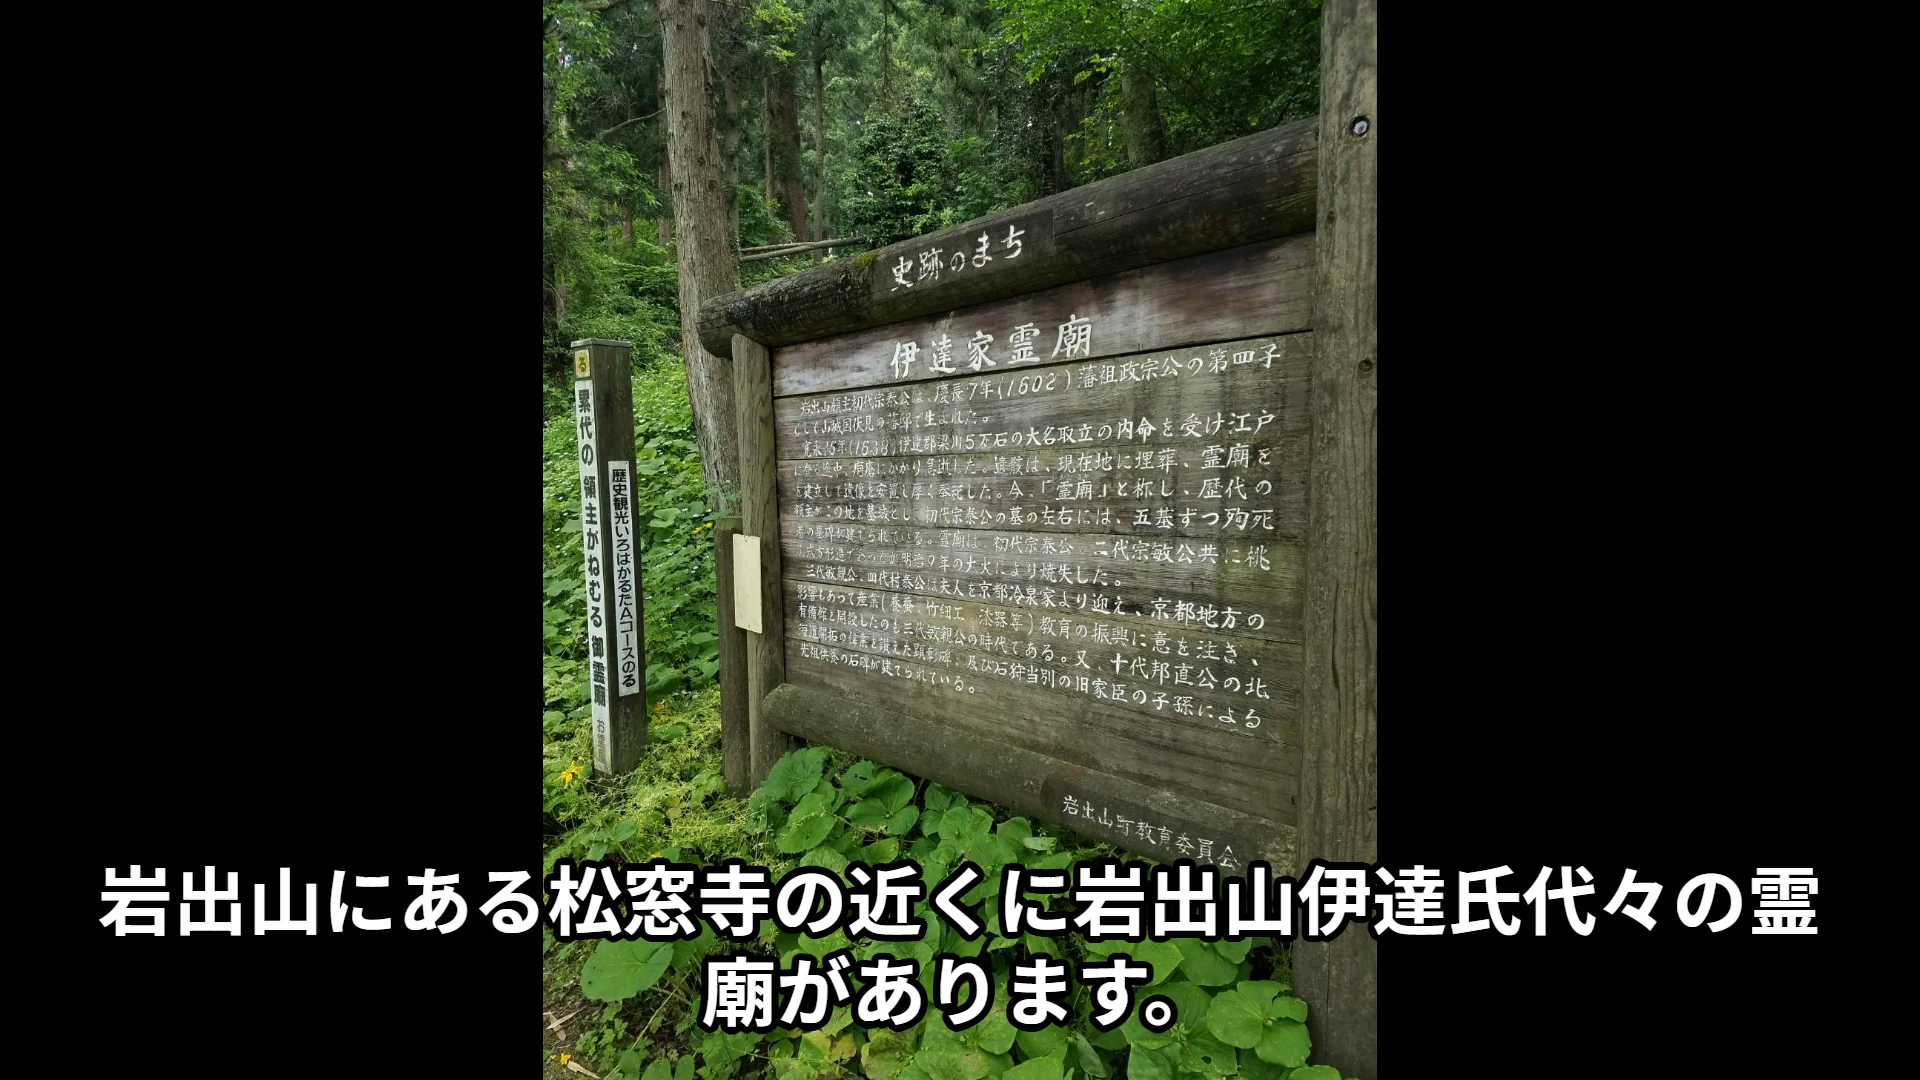 史跡のまち
伊達家霊廟
岩出山領主初代宗泰公は、慶長7年(1602)藩祖政宗公の第四子
として山城国伏見の藩邸で生まれた。
寛永15年(1638)伊達郡梁川5万石の大名取立の内命を受け江戸
に参る途中、病魔にかかり急逝した。遺骸は、現在地に埋葬、霊廟を
を建立して遺像を安置し厚く祭祀した。今、「霊廟」と称し、歴代の
領主がこの地を墓域とし、初代宗泰公の墓の左右には、五基ずつ殉死
者の墓碑が建てられている。霊廟は、初代宗泰公、二代宗敏公共に桃
山式方形造であったが明治9年の大火により焼失した。
三代敏親公、四代村泰公は夫人を京都冷泉家より迎え、京都地方の
影響もあって産業(養蚕、竹細工、漆器等)教育の振興に意を注ぎ、
有備館を開設したのも三代敏親公の時代である。又、十代邦直公の北
海道開拓の偉業を讃えた顕彰碑、及び石狩当別の旧家臣の子孫による
先祖供養の石碑が建てられている。
岩出山町教育委員会
る
累代の領主がねむる御霊廟
お霊
歴史観光いろはかるたAコースのる
岩出山にある松窓寺の近くに岩出山伊達氏代々の霊
廟があります。